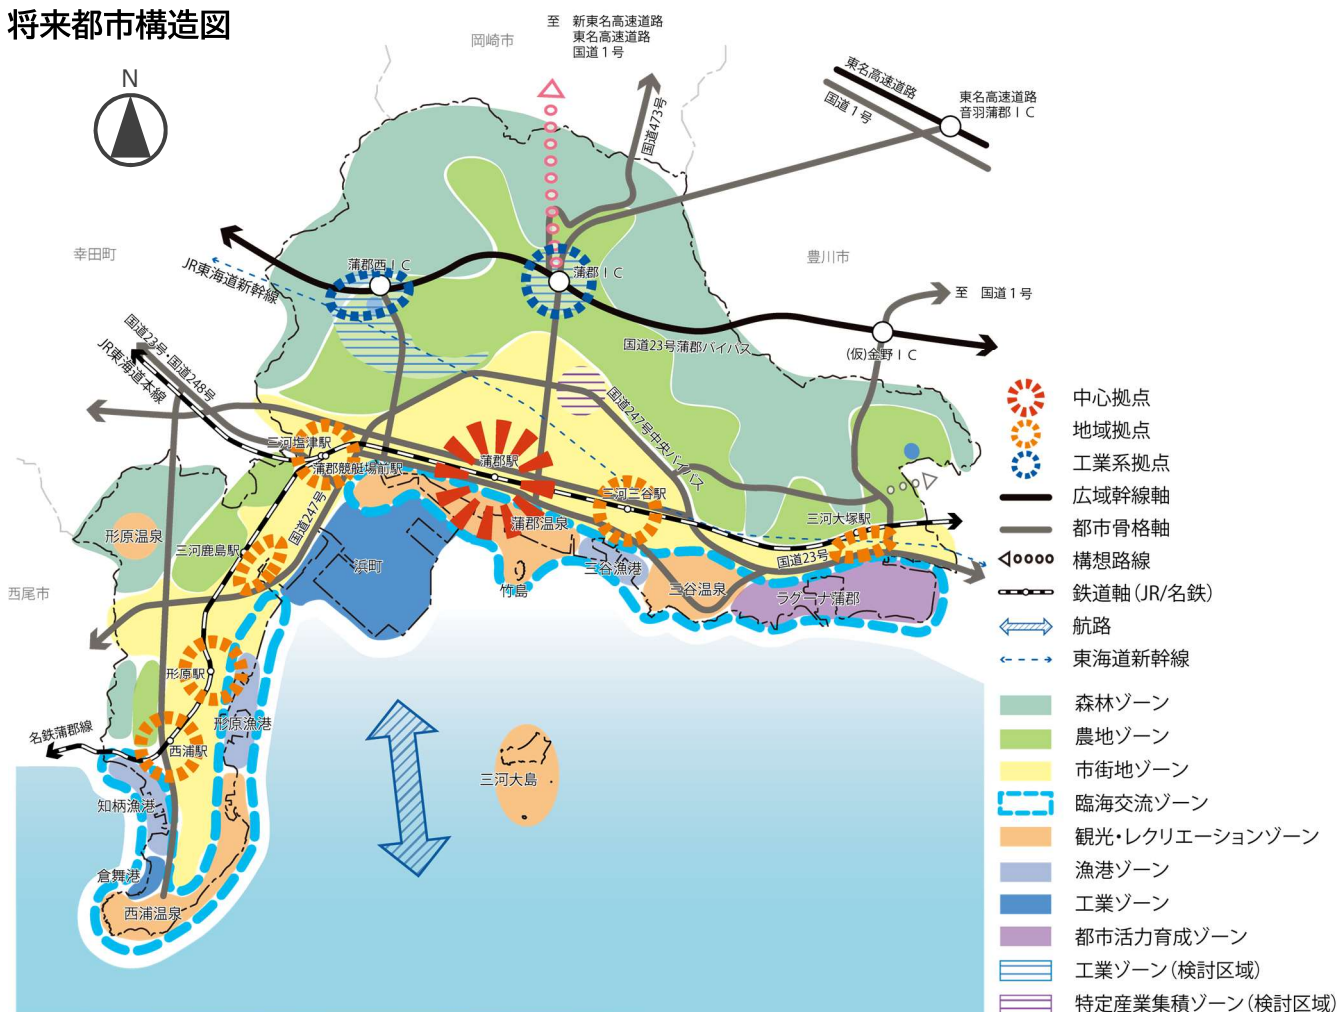 将来都市構造図
N
岡崎市
至 新東名高速道路
東名高速道路
国道1号
国道473号
東名高速道路
国道1号
東名高速道路
音羽蒲郡IC
幸田町
JR東海道新幹線
蒲郡西IC
蒲郡IC
豊川市
至 国道1号
国道23号蒲郡バイパス
(仮)金野IC
国道23号・国道248号
JR東海道本線
国道247号中央バイパス
三河塩津駅
蒲郡競艇場前駅
蒲郡駅
三河三谷駅
三河大塚駅
国道247号
蒲郡温泉
形原温泉
三河鹿島駅
浜町
竹島
三谷漁港
三谷温泉
国道23号
ラグーナ蒲郡
西尾市
形原駅
形原漁港
名鉄蒲郡線
西浦駅
知柄漁港
倉舞港
西浦温泉
三河大島
中心拠点
地域拠点
工業系拠点
広域幹線軸
都市骨格軸
構想路線
鉄道軸(JR/名鉄)
航路
東海道新幹線
森林ゾーン
農地ゾーン
市街地ゾーン
臨海交流ゾーン
観光・レクリエーションゾーン
漁港ゾーン
工業ゾーン
都市活力育成ゾーン
工業ゾーン(検討区域)
特定産業集積ゾーン(検討区域)